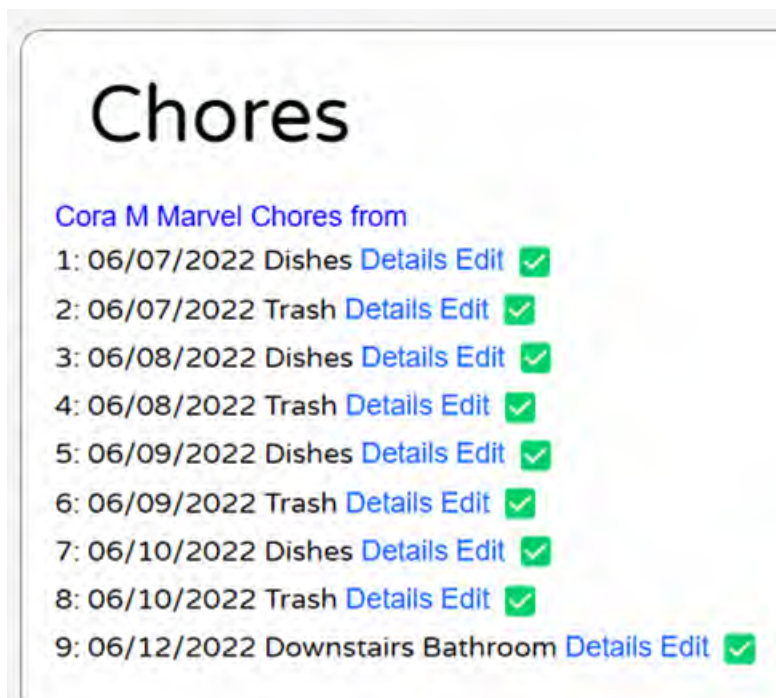 Chores
Cora M Marvel Chores from
1: 06/07/2022 Dishes Details Edit ✅
2: 06/07/2022 Trash Details Edit ✅
3: 06/08/2022 Dishes Details Edit ✅
4: 06/08/2022 Trash Details Edit ✅
5: 06/09/2022 Dishes Details Edit ✅
6: 06/09/2022 Trash Details Edit ✅
7: 06/10/2022 Dishes Details Edit ✅
8: 06/10/2022 Trash Details Edit ✅
9: 06/12/2022 Downstairs Bathroom Details Edit ✅